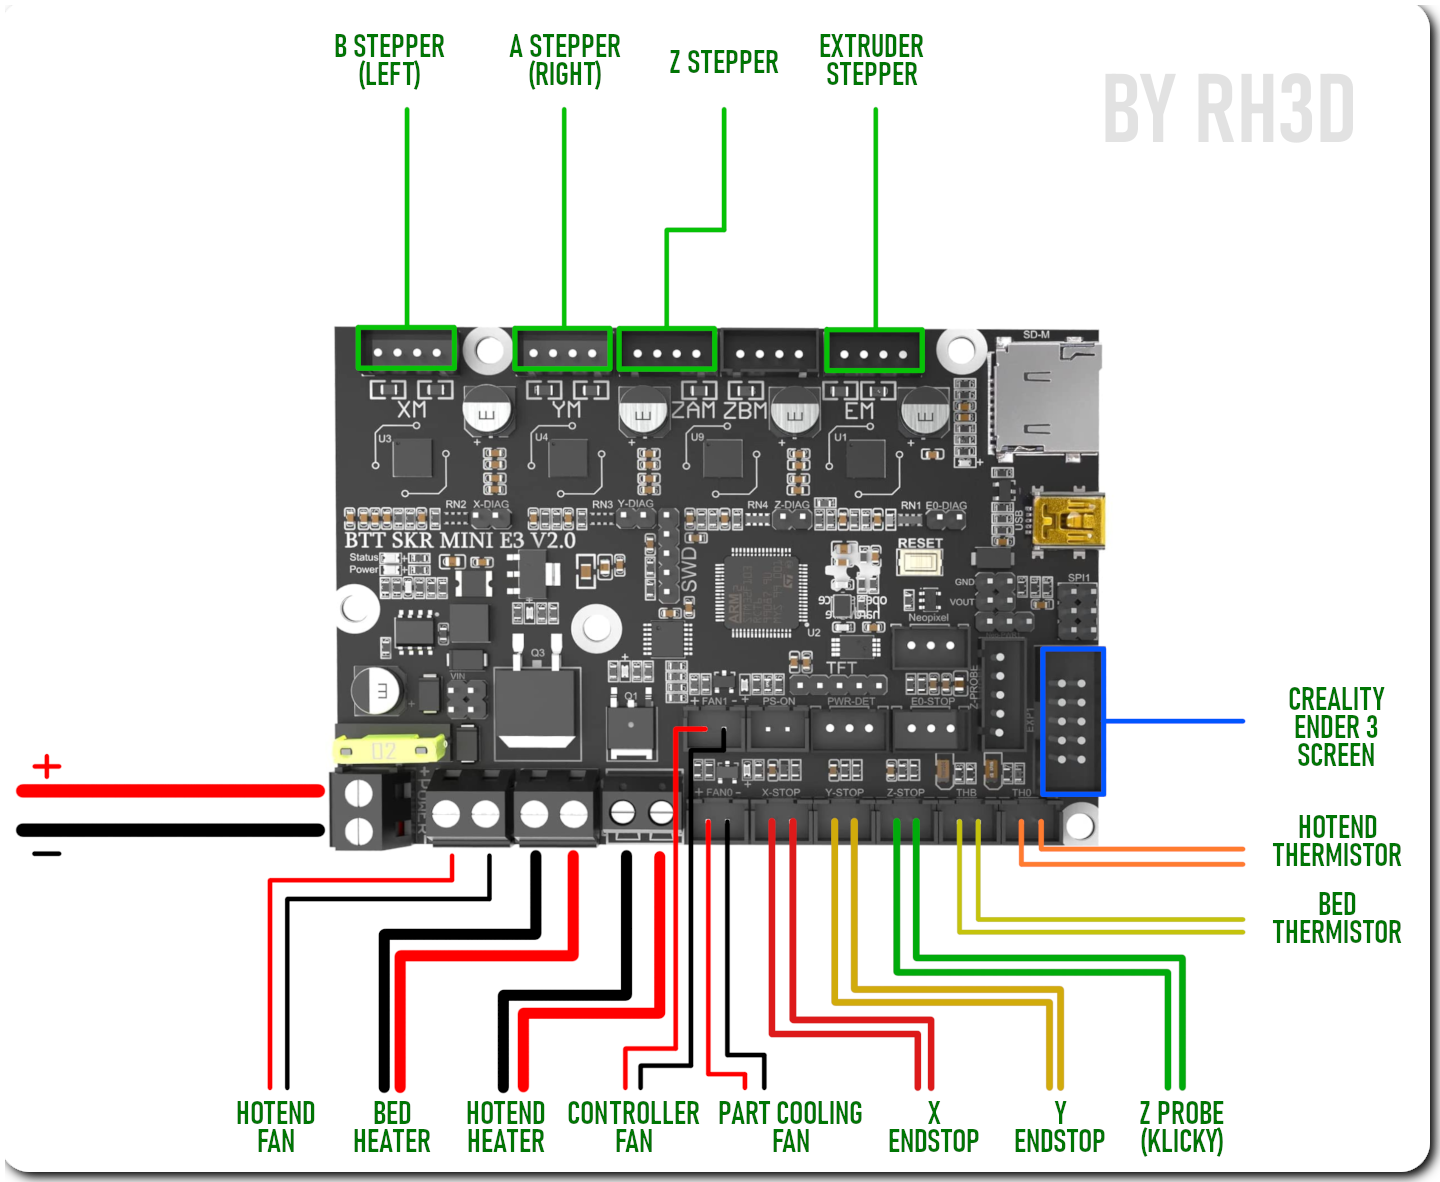 B STEPPER
(LEFT)
A STEPPER
(RIGHT)
Z STEPPER
EXTRUDER
STEPPER
BY RH3D
SD-M
XM
YM
ZAM
ZBM
EM
U3
U4
U9
U1
RN2
X-DIAG
RN3
Y-DIAG
RN4
Z-DIAG
RN1
E0-DIAG
USB
BTT SKR MINI E3 V2.0
Status
Power
SWD
RESET
ARM
U2
GND
VOUT
SPI1
Neopixel
Q3
VIN
Q1
TFT
Z-PROBE
EXP1
+ FAN1 -
PS-ON
PWR-DET
E0-STOP
02
+ FAN0 -
X-STOP
Y-STOP
Z-STOP
THB
TH0
+
−
CREALITY
ENDER 3
SCREEN
HOTEND
THERMISTOR
BED
THERMISTOR
HOTEND
FAN
BED
HEATER
HOTEND
HEATER
CONTROLLER
FAN
PART COOLING
FAN
X
ENDSTOP
Y
ENDSTOP
Z PROBE
(KLICKY)